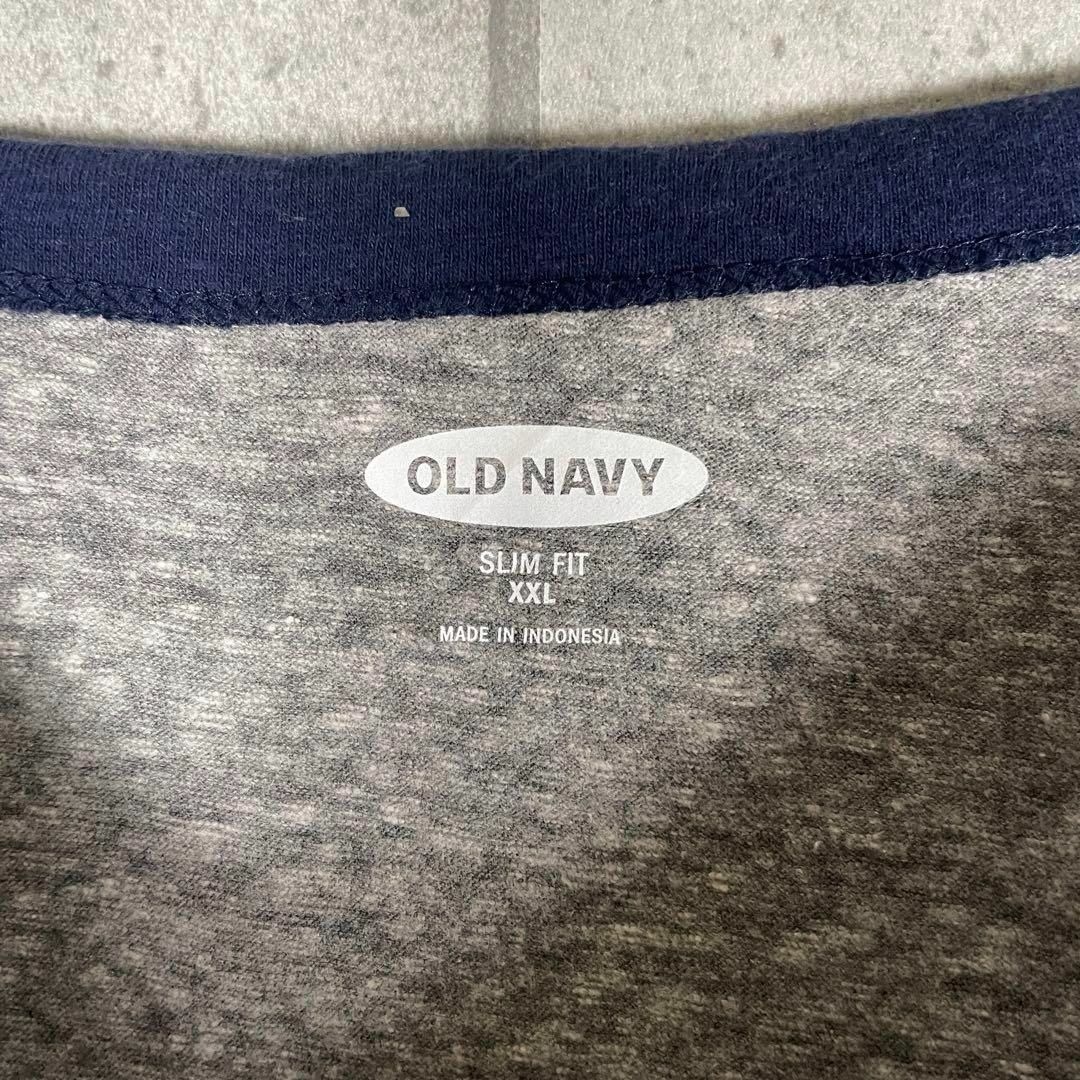 OLD NAVY
SLIM FIT
XXL
MADE IN INDONESIA